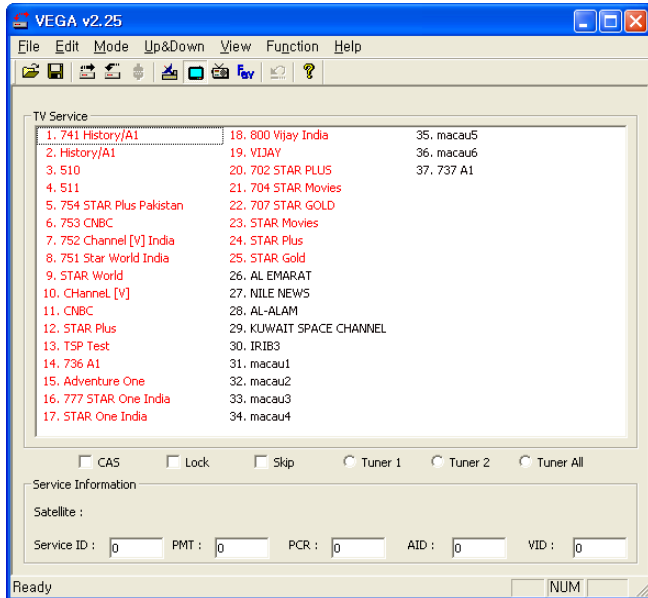 VEGA v2.25
File Edit Mode Up&Down View Function Help
Fav
TV Service
1. 741 History/A1
2. History/A1
3. 510
4. 511
5. 754 STAR Plus Pakistan
6. 753 CNBC
7. 752 Channel [V] India
8. 751 Star World India
9. STAR World
10. CHanneL [V]
11. CNBC
12. STAR Plus
13. TSP Test
14. 736 A1
15. Adventure One
16. 777 STAR One India
17. STAR One India
18. 800 Vijay India
19. VIJAY
20. 702 STAR PLUS
21. 704 STAR Movies
22. 707 STAR GOLD
23. STAR Movies
24. STAR Plus
25. STAR Gold
26. AL EMARAT
27. NILE NEWS
28. AL-ALAM
29. KUWAIT SPACE CHANNEL
30. IRIB3
31. macau1
32. macau2
33. macau3
34. macau4
35. macau5
36. macau6
37. 737 A1
CAS Lock Skip Tuner 1 Tuner 2 Tuner All
Service Information
Satellite :
Service ID : 0 PMT : 0 PCR : 0 AID : 0 VID : 0
Ready NUM